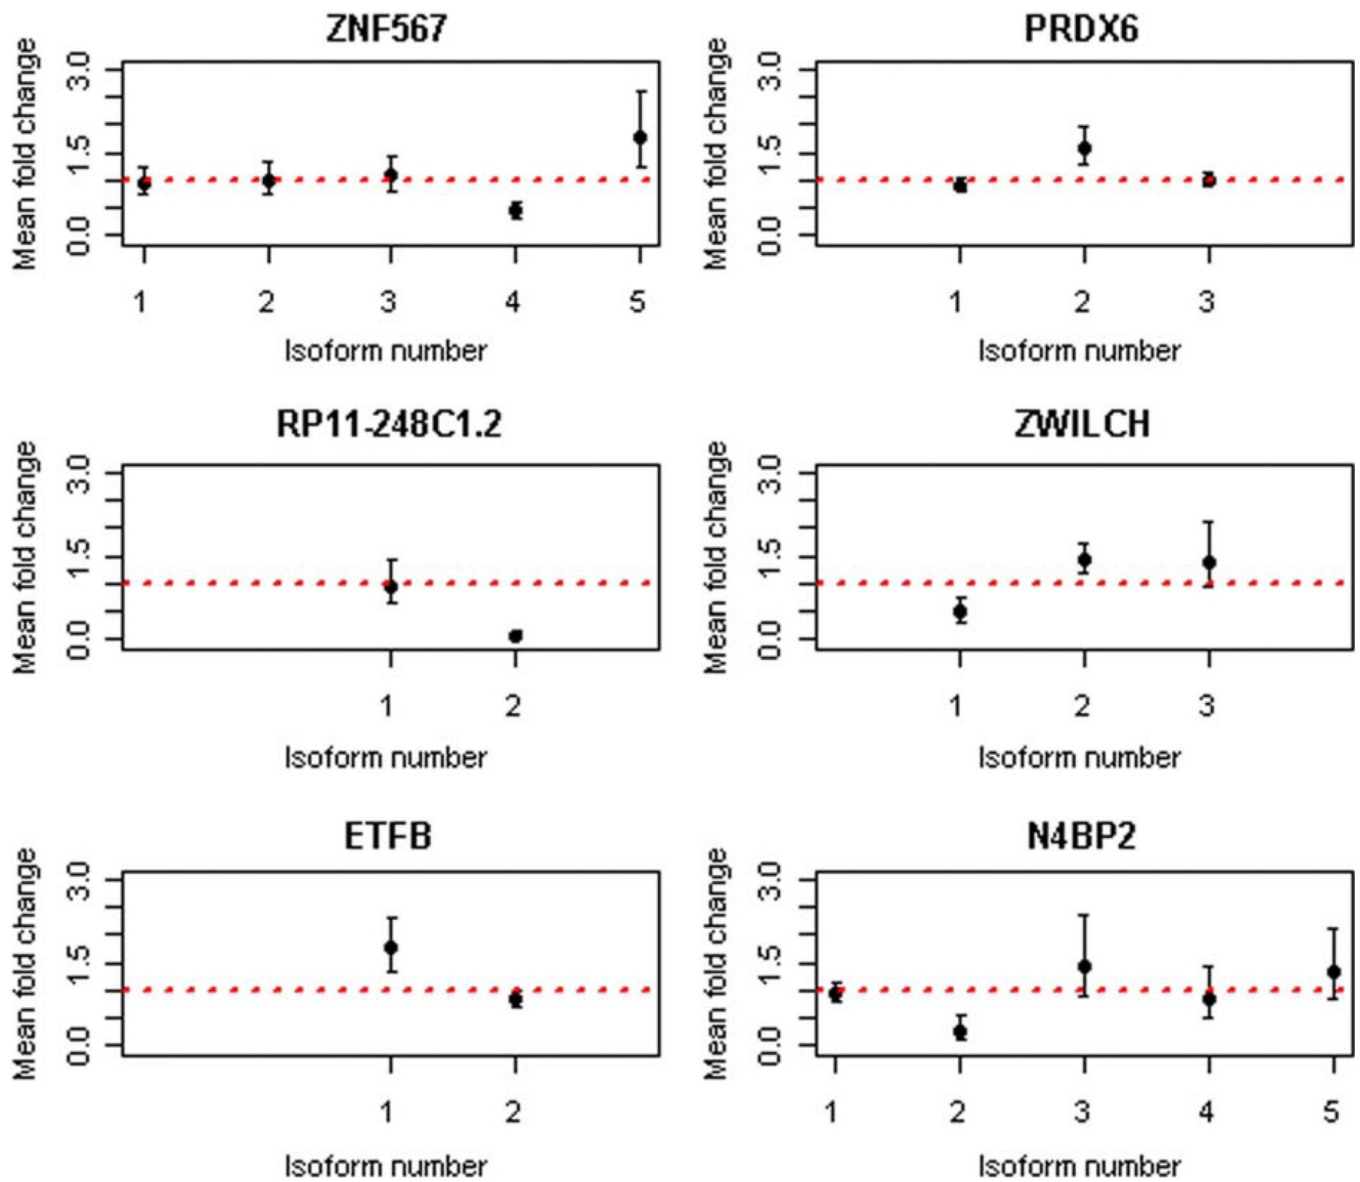 ZNF567
Mean fold change
3.0
1.5
0.0
1 2 3 4 5
Isoform number
PRDX6
Mean fold change
3.0
1.5
0.0
1 2 3
Isoform number
RP11-248C1.2
Mean fold change
3.0
1.5
0.0
1 2
Isoform number
ZWILCH
Mean fold change
3.0
1.5
0.0
1 2 3
Isoform number
ETFB
Mean fold change
3.0
1.5
0.0
1 2
Isoform number
N4BP2
Mean fold change
3.0
1.5
0.0
1 2 3 4 5
Isoform number